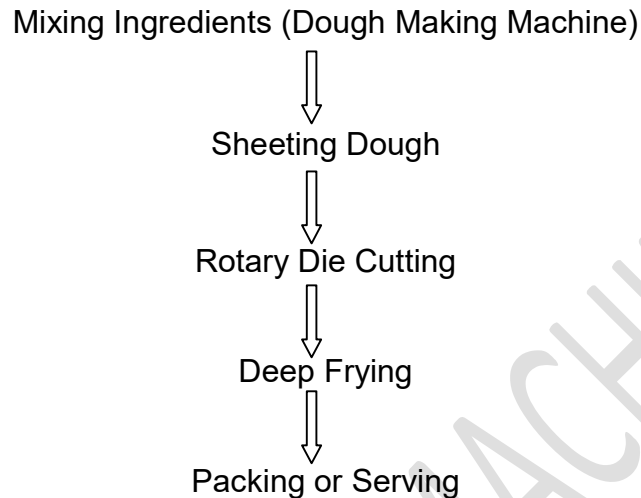 Mixing Ingredients (Dough Making Machine)
Sheeting Dough
Rotary Die Cutting
Deep Frying
Packing or Serving